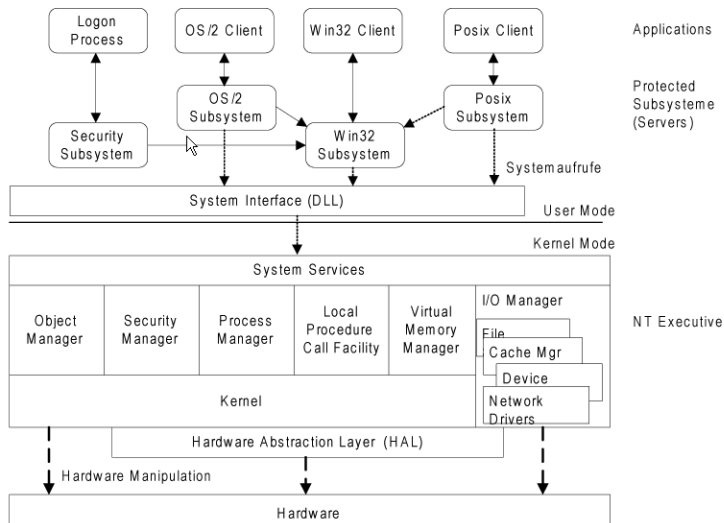 Logon
Process
OS/2 Client
Win32 Client
Posix Client
Applications
OS/2
Subsystem
Posix
Subsystem
Protected
Subsysteme
(Servers)
Security
Subsystem
Win32
Subsystem
Systemaufrufe
System Interface (DLL)
User Mode
Kernel Mode
System Services
Object
Manager
Security
Manager
Process
Manager
Local
Procedure
Call Facility
Virtual
Memory
Manager
I/O Manager
File
Cache Mgr
Device
Network
Drivers
NT Executive
Kernel
Hardware Abstraction Layer (HAL)
Hardware Manipulation
Hardware